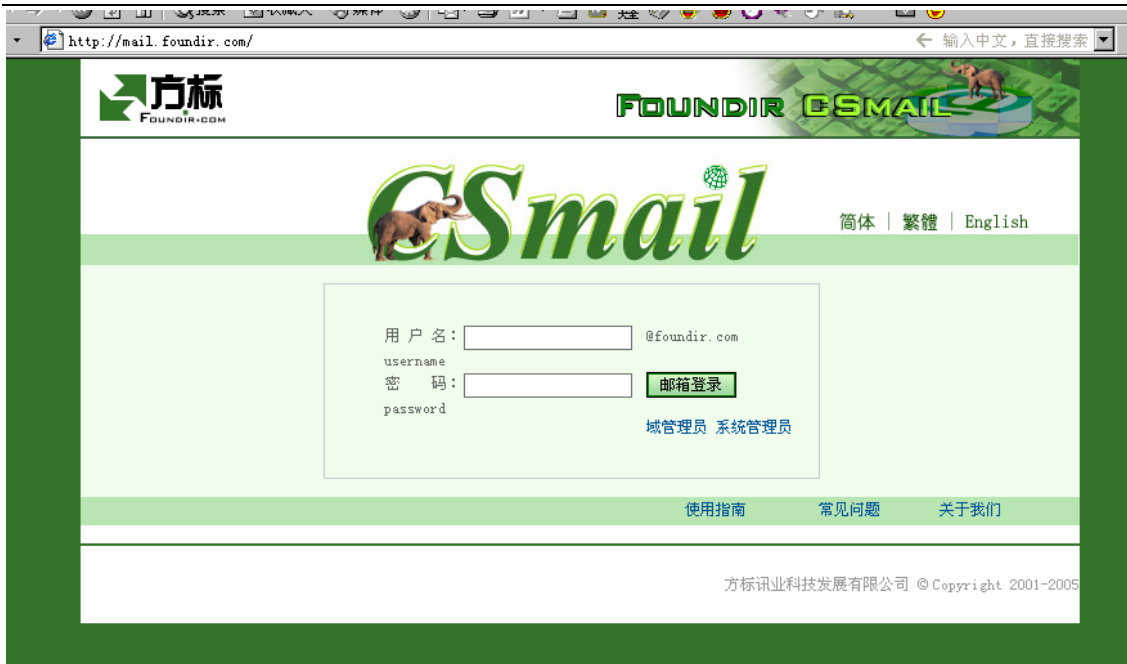 http://mail.foundir.com/
← 输入中文，直接搜索
方标
FOUNDIR.COM
FOUNDIR CSMAIL
CSmail
简体 | 繁體 | English
用 户 名： @foundir.com
username
密 码： 邮箱登录
password
域管理员 系统管理员
使用指南 常见问题 关于我们
方标讯业科技发展有限公司 ©Copyright 2001-2005